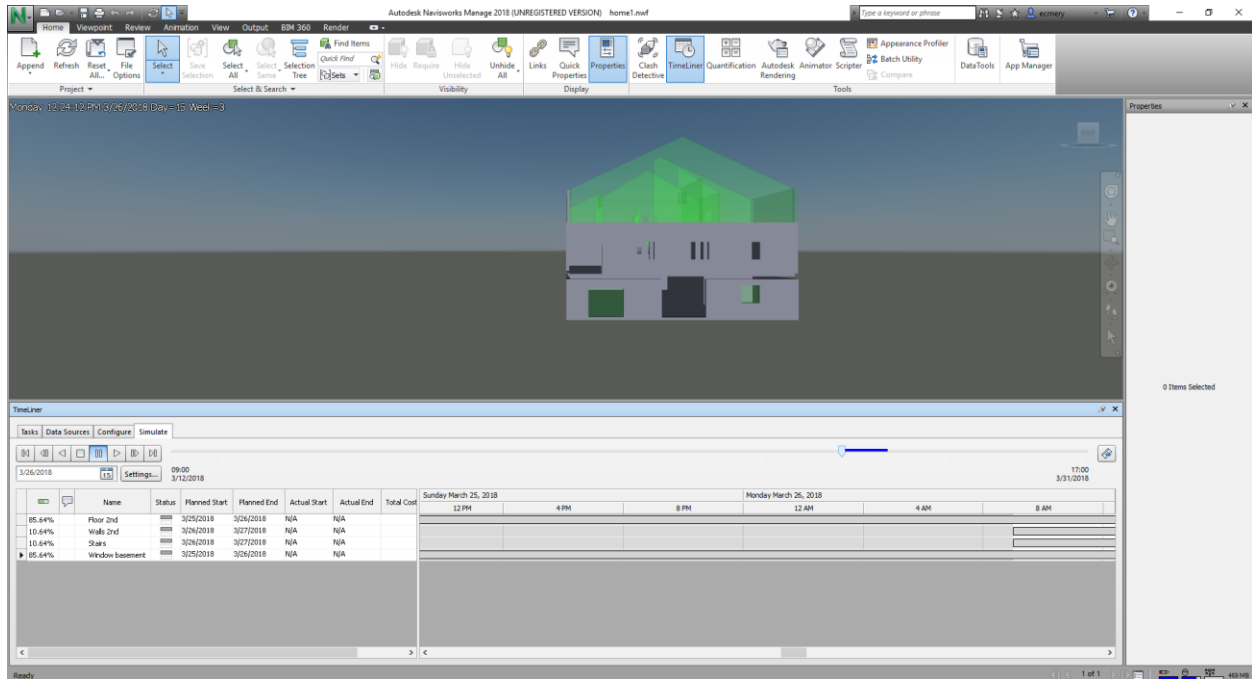 Autodesk Navisworks Manage 2018 (UNREGISTERED VERSION) home1.nwf
Type a keyword or phrase
ecmery
Home Viewpoint Review Animation View Output BIM 360 Render
Append Refresh Reset All... File Options
Project
Select Save Selection Select All Select Same Selection Tree
Find Items
Quick Find
Sets
Select & Search
Hide Require Hide Unselected Unhide All
Visibility
Links Quick Properties Properties
Display
Clash Detective TimeLiner Quantification Autodesk Rendering Animator Scripter
Appearance Profiler
Batch Utility
Compare
DataTools App Manager
Tools
Monday 12:24:12 PM 3/26/2018 Day=15 Week=3
Properties
0 Items Selected
TimeLiner
Tasks Data Sources Configure Simulate
3/26/2018 15 Settings...
09:00
3/12/2018
17:00
3/31/2018
Name Status Planned Start Planned End Actual Start Actual End Total Cost
Sunday March 25, 2018 Monday March 26, 2018
12 PM 4 PM 8 PM 12 AM 4 AM 8 AM
85.64% Floor 2nd 3/25/2018 3/26/2018 N/A N/A
10.64% Walls 2nd 3/26/2018 3/27/2018 N/A N/A
10.64% Stairs 3/26/2018 3/27/2018 N/A N/A
85.64% Window basement 3/25/2018 3/26/2018 N/A N/A
Ready
1 of 1
483 MB